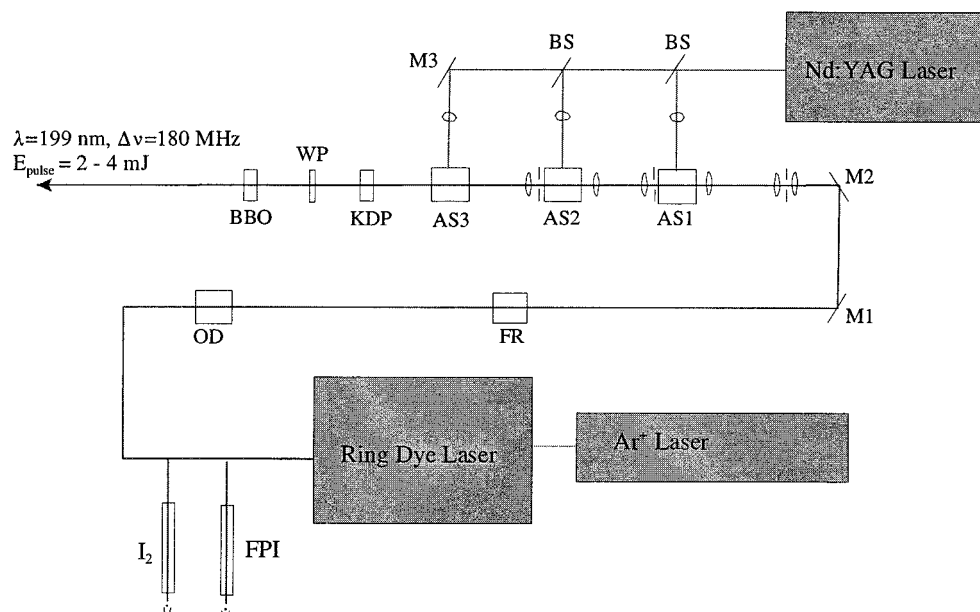 BS
BS
M3
Nd:YAG Laser
λ=199 nm, Δν=180 MHz
E_pulse = 2 - 4 mJ
WP
M2
BBO
KDP
AS3
AS2
AS1
M1
OD
FR
Ring Dye Laser
Ar⁺ Laser
I₂
FPI